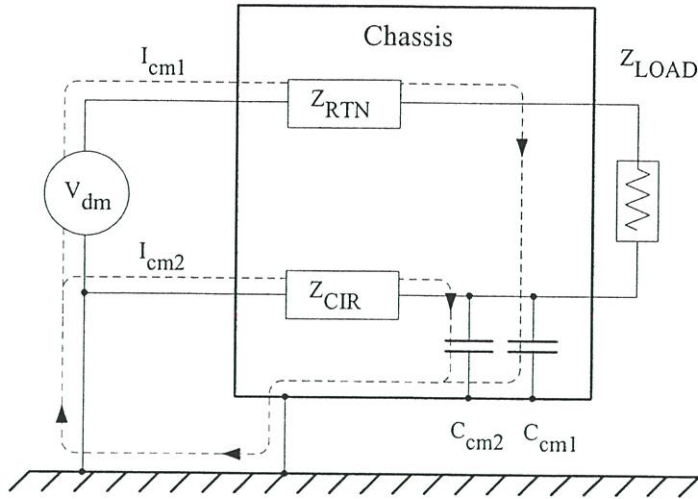 Chassis
I_cm1
Z_LOAD
Z_RTN
V_dm
I_cm2
Z_CIR
C_cm2
C_cm1